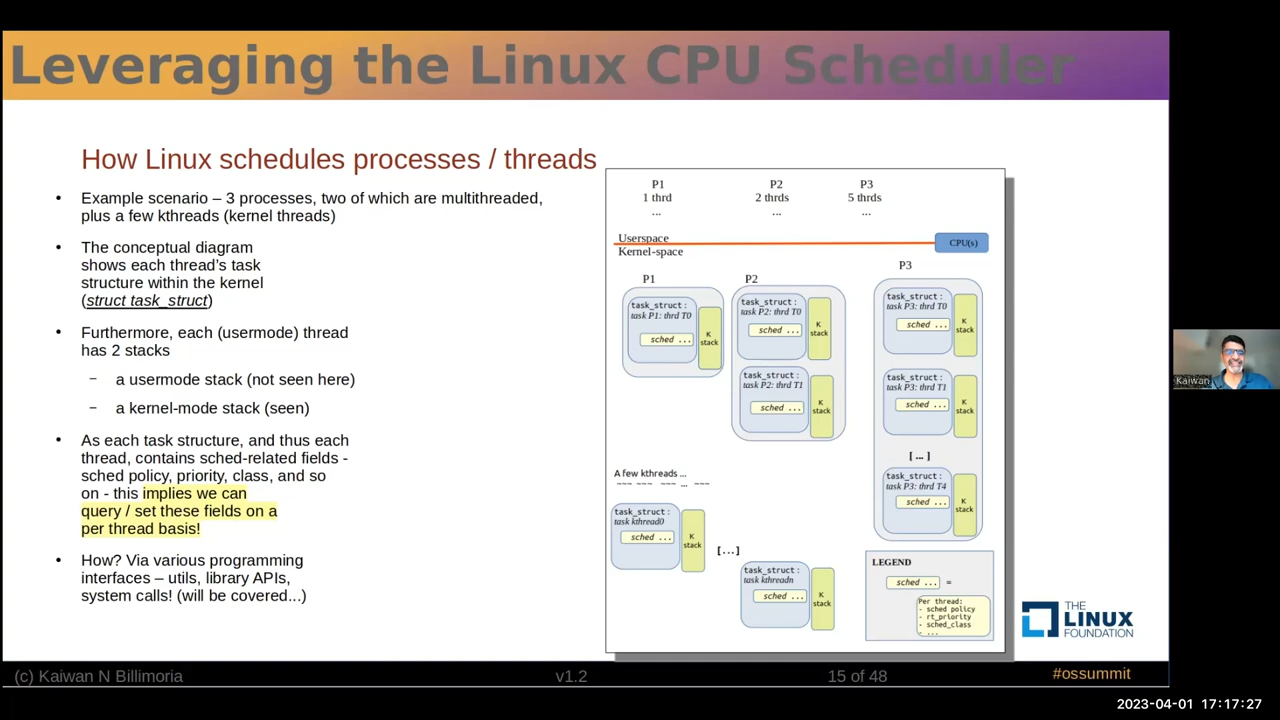 Leveraging the Linux CPU Scheduler
How Linux schedules processes / threads
• Example scenario – 3 processes, two of which are multithreaded,
plus a few kthreads (kernel threads)
• The conceptual diagram
shows each thread's task
structure within the kernel
(struct task_struct)
• Furthermore, each (usermode) thread
has 2 stacks
– a usermode stack (not seen here)
– a kernel-mode stack (seen)
• As each task structure, and thus each
thread, contains sched-related fields -
sched policy, priority, class, and so
on - this implies we can
query / set these fields on a
per thread basis!
• How? Via various programming
interfaces – utils, library APIs,
system calls! (will be covered...)
P1 P2 P3
1 thrd 2 thrds 5 thrds
... ... ...
Userspace
CPU(s)
Kernel-space
P1
task_struct:
task P1: thrd T0
sched ...
K
stack
P2
task_struct:
task P2: thrd T0
sched ...
K
stack
task_struct:
task P2: thrd T1
sched ...
K
stack
P3
task_struct:
task P3: thrd T0
sched ...
K
stack
task_struct:
task P3: thrd T1
sched ...
K
stack
[ ... ]
task_struct:
task P3: thrd T4
sched ...
K
stack
A few kthreads ...
~~~ ~~ ~~~ ... ~~~
task_struct:
task kthread0
sched ...
K
stack
[...]
task_struct:
task kthreadn
sched ...
K
stack
LEGEND
sched ... =
Per thread:
- sched policy
- rt_priority
- sched_class
- ...
THE
LINUX
FOUNDATION
Kaiwan
(c) Kaiwan N Billimoria v1.2 15 of 48 #ossummit
2023-04-01 17:17:27